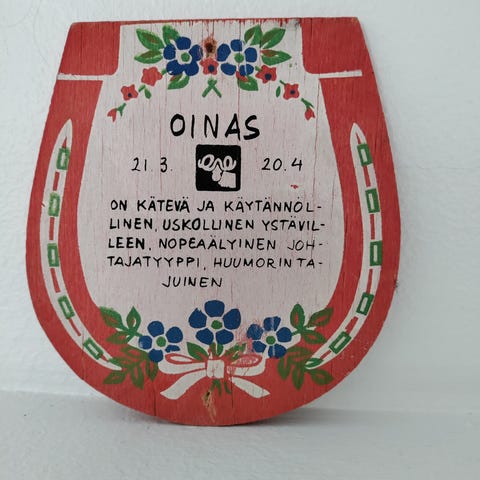 OINAS
21.3. 20.4
ON KÄTEVÄ JA KÄYTÄNNÖL-
LINEN, USKOLLINEN YSTÄVIL-
LEEN, NOPEAÄLYINEN JOH-
TAJATYYPPI, HUUMORINTA-
JUINEN